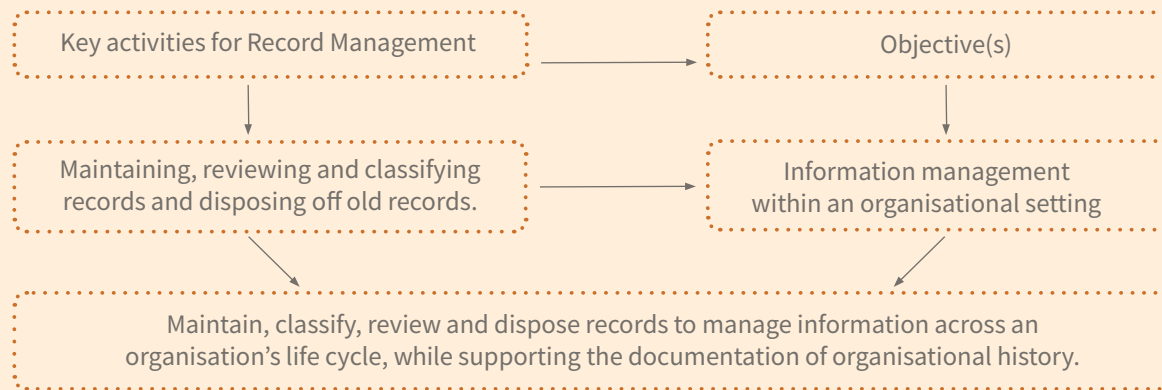 Key activities for Record Management
Objective(s)
Maintaining, reviewing and classifying
records and disposing off old records.
Information management
within an organisational setting
Maintain, classify, review and dispose records to manage information across an
organisation’s life cycle, while supporting the documentation of organisational history.